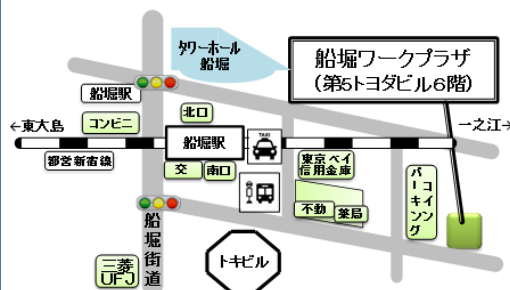 タワーホール
船堀
船堀ワークプラザ
(第5トヨダビル6階)
船堀駅
北口
←東大島
コンビニ
船堀駅
TAXI
一之江→
都営新宿線
交
南口
東京ベイ
信用金庫
コイン
パーキング
不動
薬局
船堀街道
三菱
UFJ
トキビル